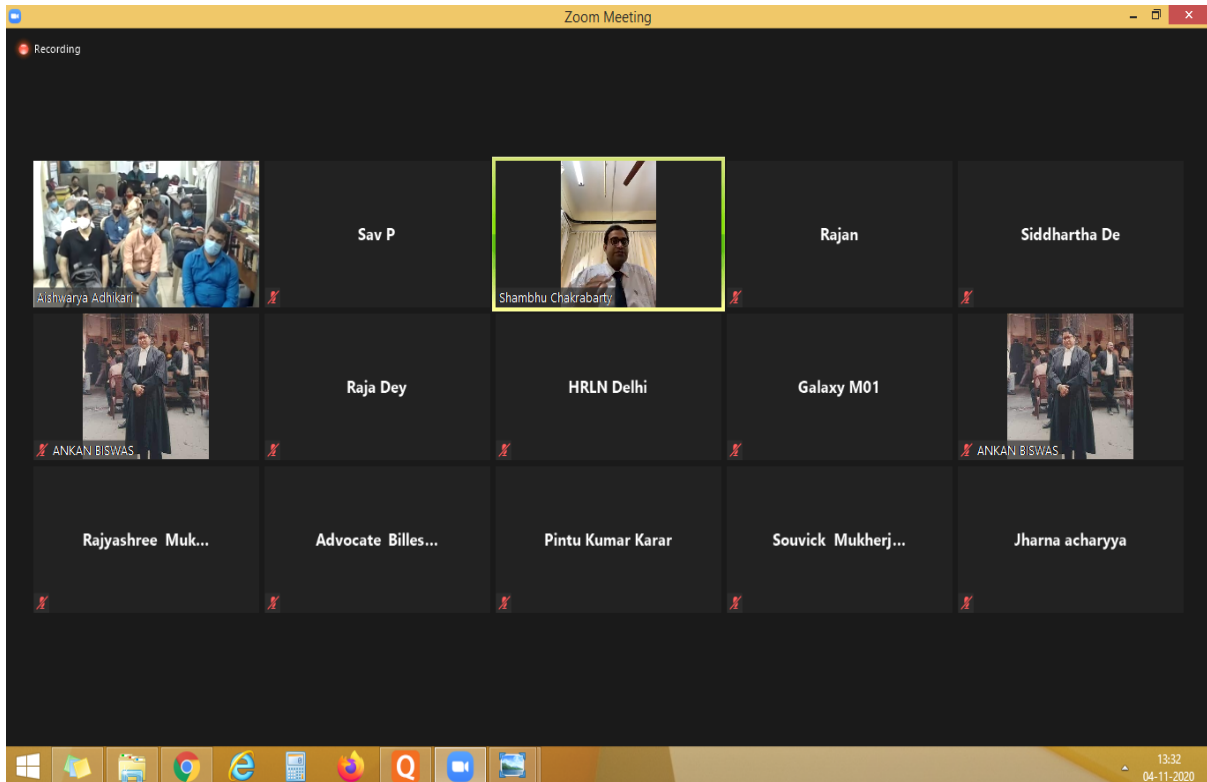 Zoom Meeting
Recording
Aishwarya Adhikari
Sav P
Shambhu Chakrabarty
Rajan
Siddhartha De
ANKAN BISWAS
Raja Dey
HRLN Delhi
Galaxy M01
ANKAN BISWAS
Rajyashree Muk...
Advocate Billes...
Pintu Kumar Karar
Souvick Mukherj...
Jharna acharyya
13:32
04-11-2020